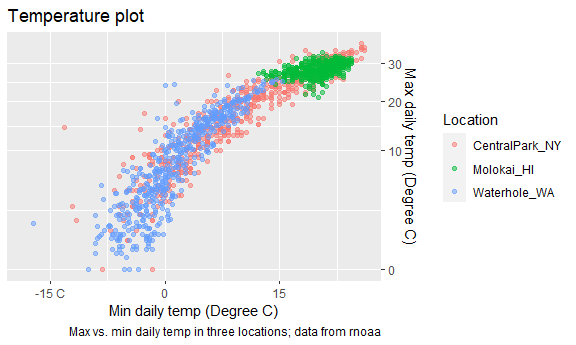 Temperature plot
30
20
10
0
Max daily temp (Degree C)
-15 C
0
15
Min daily temp (Degree C)
Max vs. min daily temp in three locations; data from rnoaa
Location
CentralPark_NY
Molokai_HI
Waterhole_WA